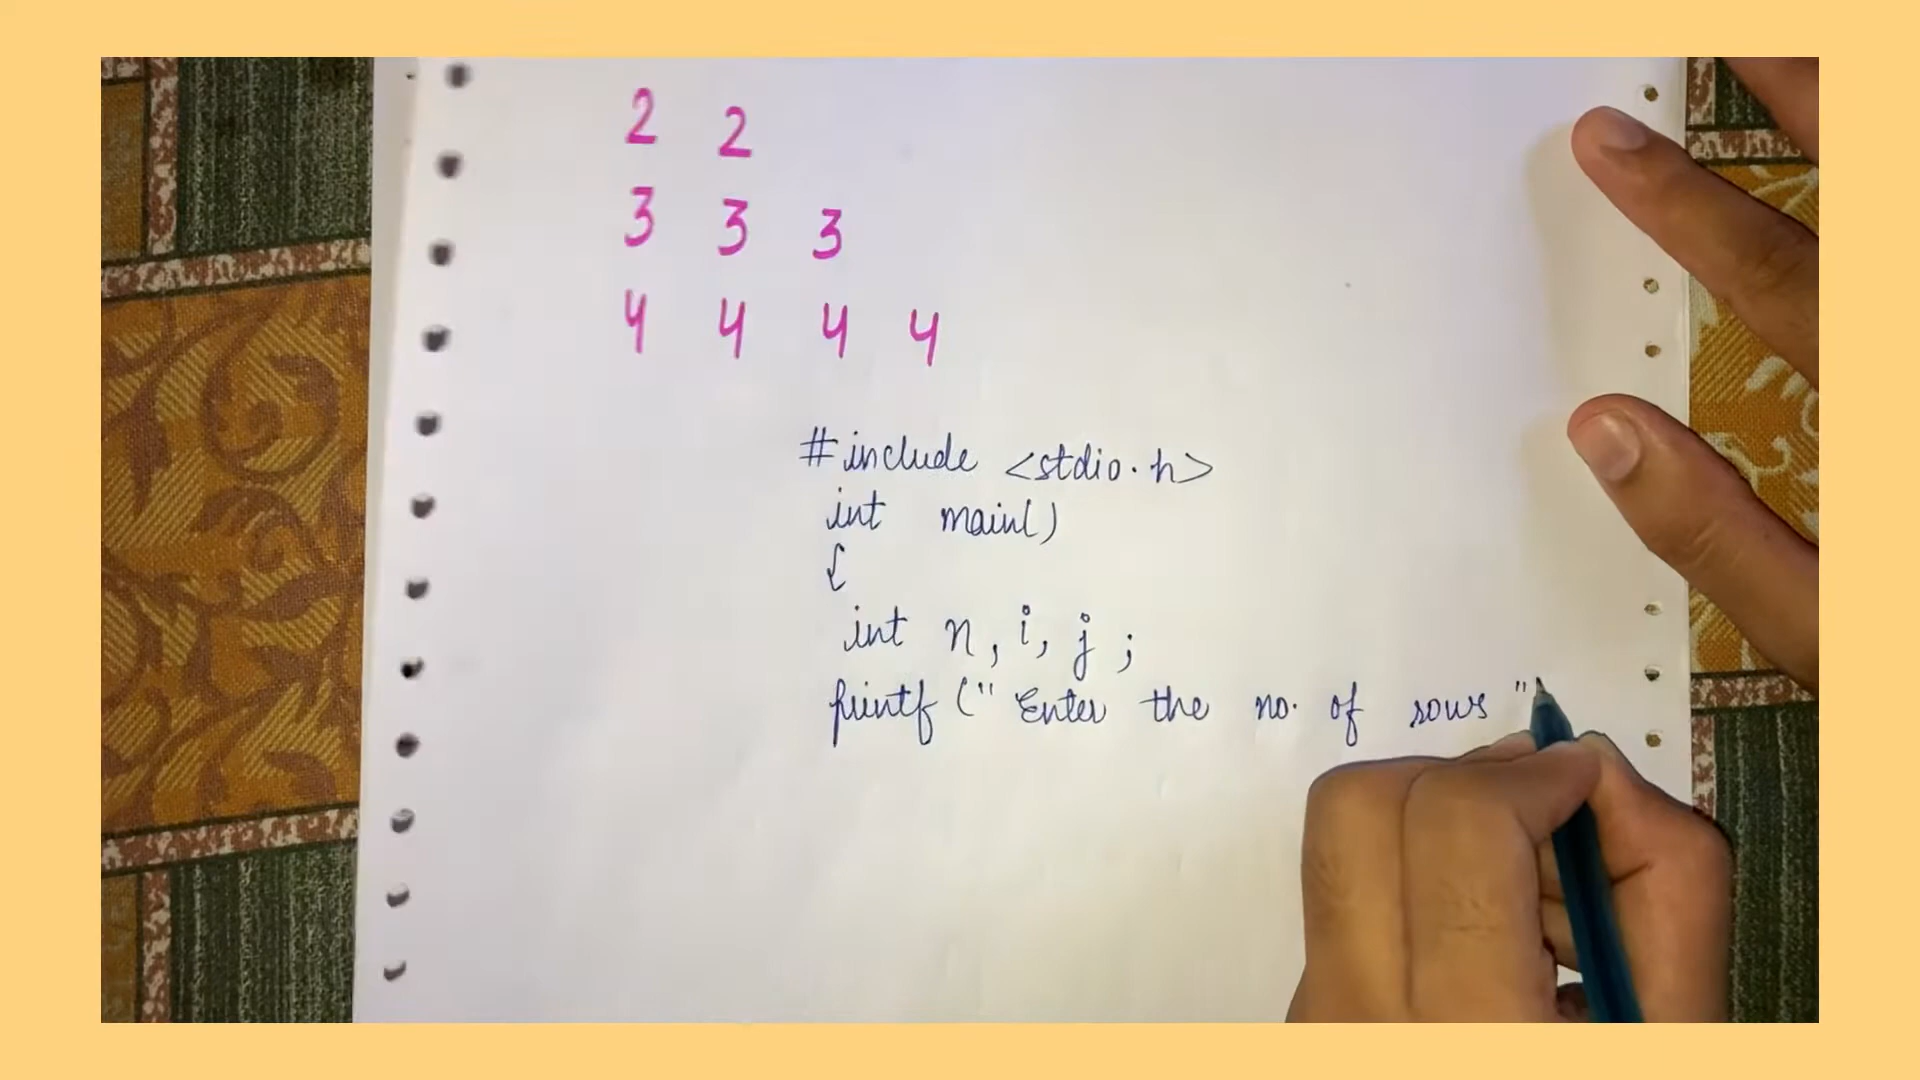 2 2
3 3 3
4 4 4 4
#include <stdio.h>
int main()
{
int n, i, j ;
printf (" Enter the no. of rows "